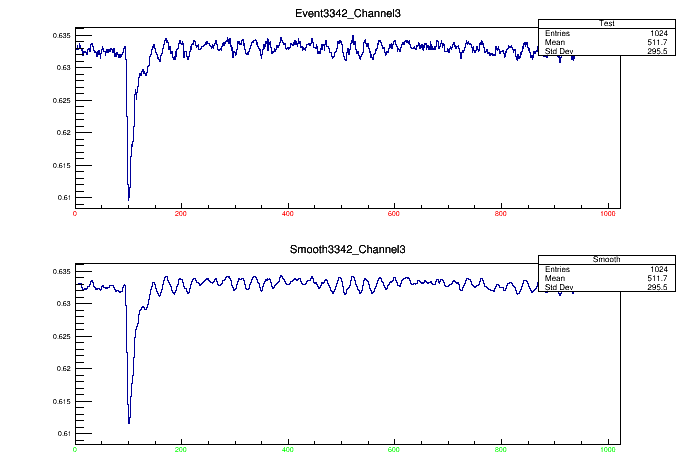 Event3342_Channel3
Test
Entries 1024
Mean 511.7
Std Dev 295.5
0.635
0.63
0.625
0.62
0.615
0.61
0 200 400 600 800 1000
Smooth3342_Channel3
Smooth
Entries 1024
Mean 511.7
Std Dev 295.5
0.635
0.63
0.625
0.62
0.615
0.61
0 200 400 600 800 1000